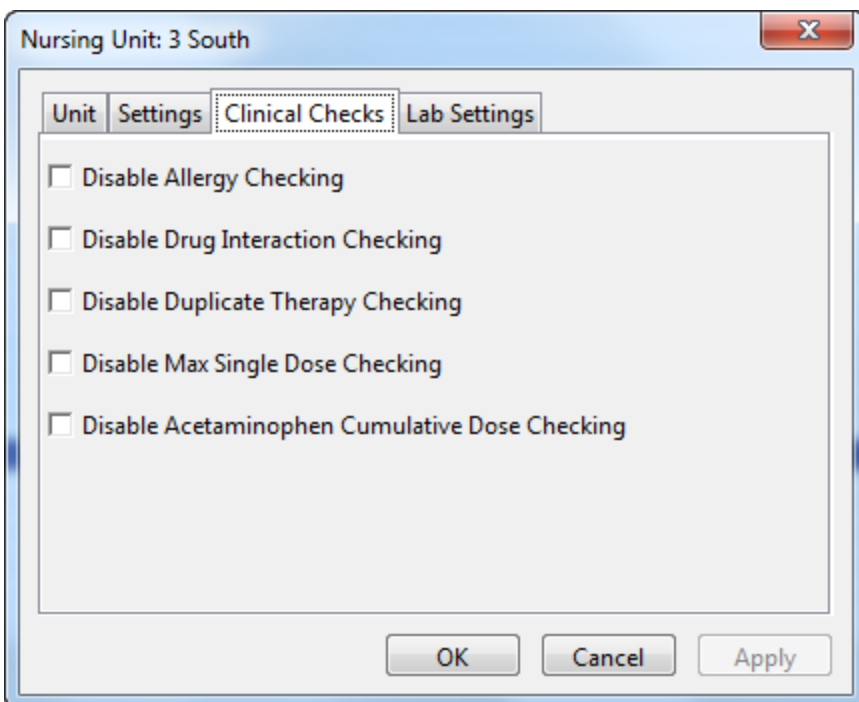 Nursing Unit: 3 South
Unit Settings Clinical Checks Lab Settings
Disable Allergy Checking
Disable Drug Interaction Checking
Disable Duplicate Therapy Checking
Disable Max Single Dose Checking
Disable Acetaminophen Cumulative Dose Checking
OK Cancel Apply